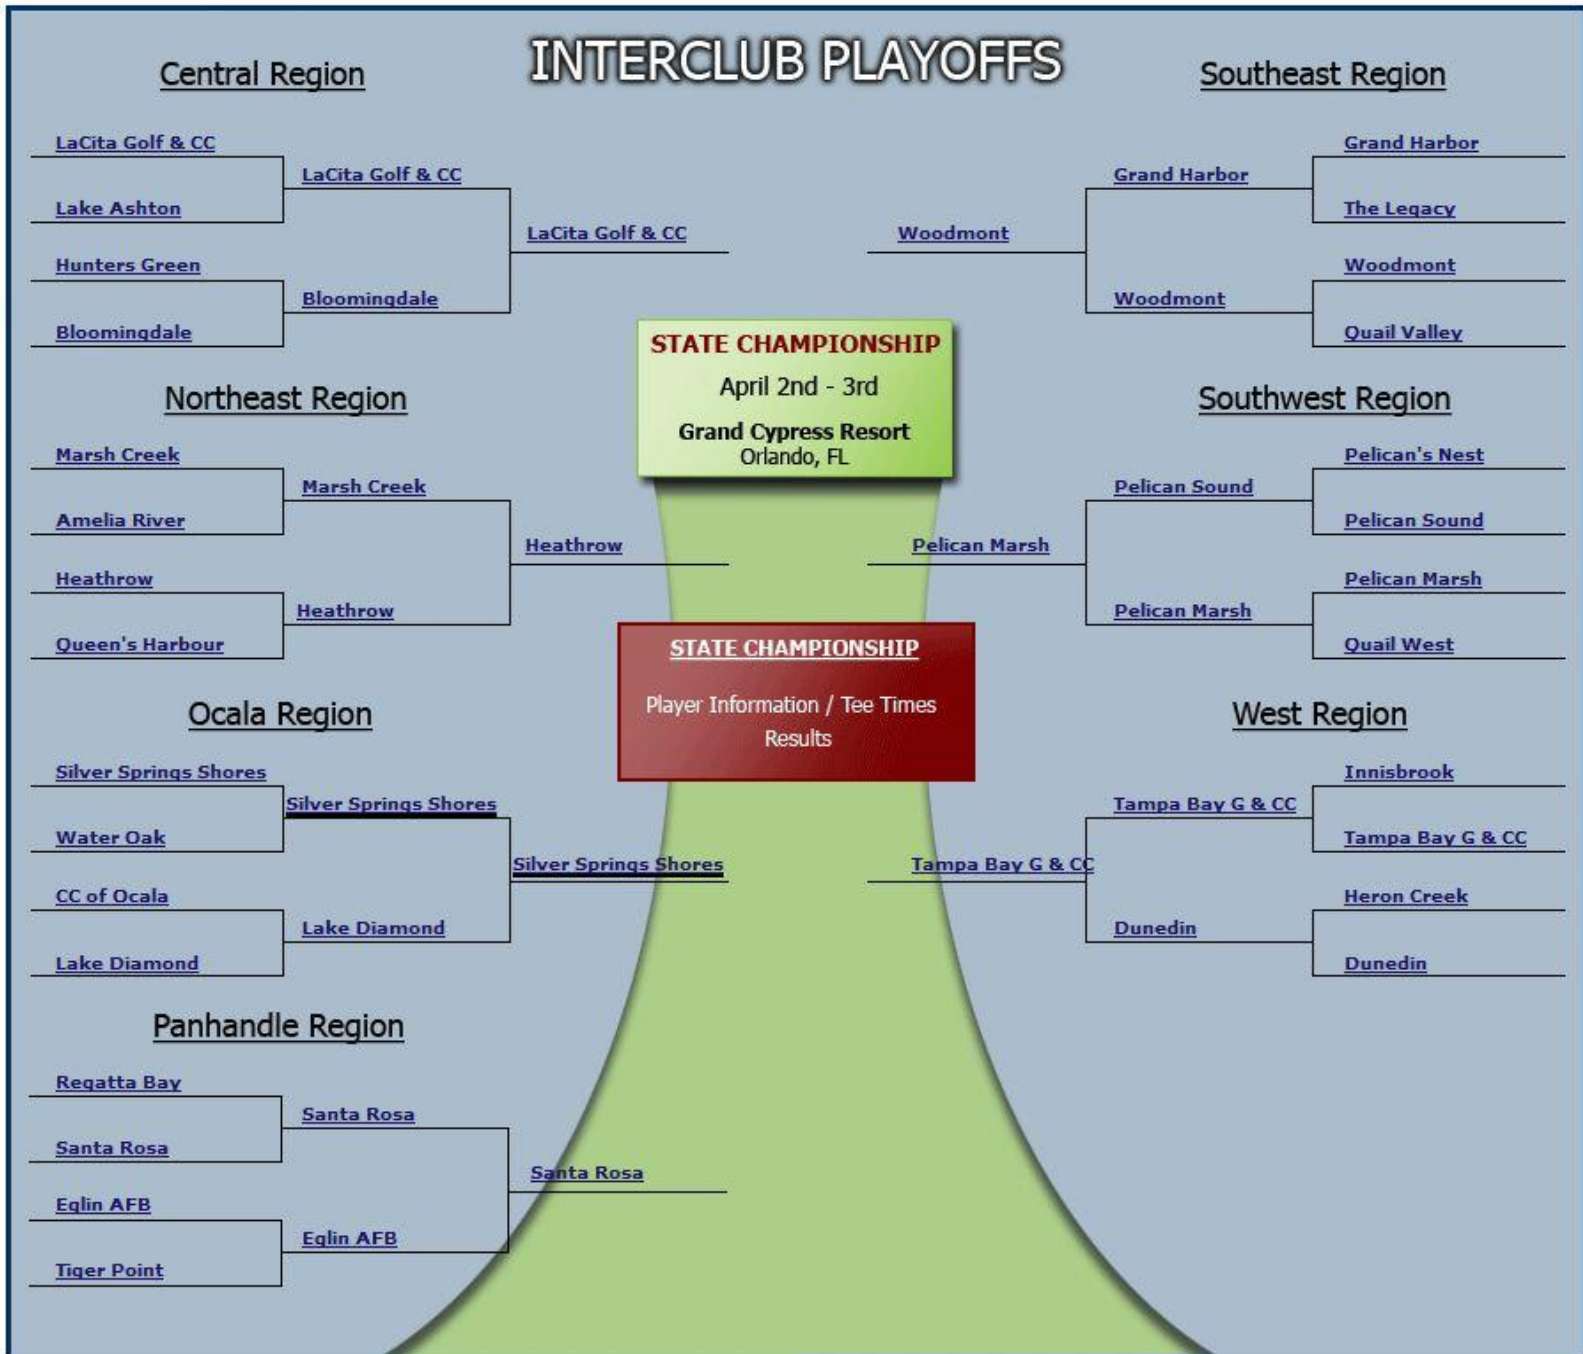 INTERCLUB PLAYOFFS
Central Region
LaCita Golf & CC
Lake Ashton
Hunters Green
Bloomingdale
LaCita Golf & CC
Bloomingdale
LaCita Golf & CC
Northeast Region
Marsh Creek
Amelia River
Heathrow
Queen's Harbour
Marsh Creek
Heathrow
Heathrow
Ocala Region
Silver Springs Shores
Water Oak
CC of Ocala
Lake Diamond
Silver Springs Shores
Lake Diamond
Silver Springs Shores
Panhandle Region
Regatta Bay
Santa Rosa
Eglin AFB
Tiger Point
Santa Rosa
Eglin AFB
Santa Rosa
STATE CHAMPIONSHIP
April 2nd - 3rd
Grand Cypress Resort
Orlando, FL
STATE CHAMPIONSHIP
Player Information / Tee Times
Results
Southeast Region
Woodmont
Grand Harbor
Woodmont
Grand Harbor
The Legacy
Woodmont
Quail Valley
Southwest Region
Pelican Marsh
Pelican Sound
Pelican Marsh
Pelican's Nest
Pelican Sound
Pelican Marsh
Quail West
West Region
Tampa Bay G & CC
Tampa Bay G & CC
Dunedin
Innisbrook
Tampa Bay G & CC
Heron Creek
Dunedin